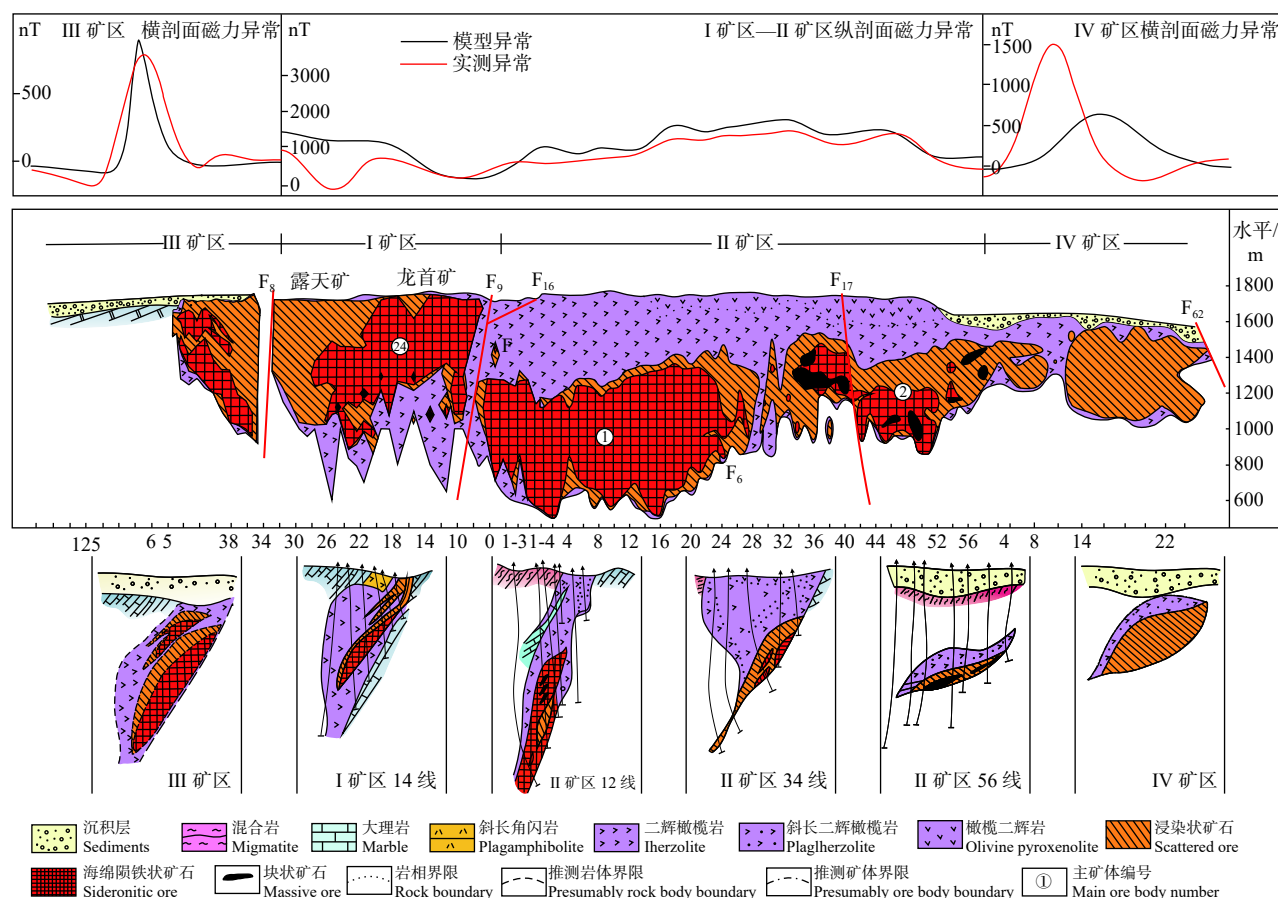 nT
III 矿区 横剖面磁力异常
500
0
nT
I 矿区—II 矿区纵剖面磁力异常
模型异常
实测异常
3000
2000
1000
0
IV 矿区横剖面磁力异常
nT
1500
1000
500
0
III 矿区
I 矿区
II 矿区
IV 矿区
水平/
m
F8 露天矿 龙首矿 F9 F16 F17 F62
1800
1600
1400
1200
1000
800
600
24
F
1
2
F6
125 6 5 38 34 30 26 22 18 14 10 0 1-31-4 4 8 12 16 20 24 28 32 36 40 44 48 52 56 4 8 14 22
III 矿区
I 矿区 14 线
II 矿区 12 线
II 矿区 34 线
II 矿区 56 线
IV 矿区
沉积层
Sediments
混合岩
Migmatite
大理岩
Marble
斜长角闪岩
Plagamphibolite
二辉橄榄岩
Iherzolite
斜长二辉橄榄岩
Plaglherzolite
橄榄二辉岩
Olivine pyroxenolite
浸染状矿石
Scattered ore
海绵陨铁状矿石
Sideronitic ore
块状矿石
Massive ore
岩相界限
Rock boundary
推测岩体界限
Presumably rock body boundary
推测矿体界限
Presumably ore body boundary
①
主矿体编号
Main ore body number